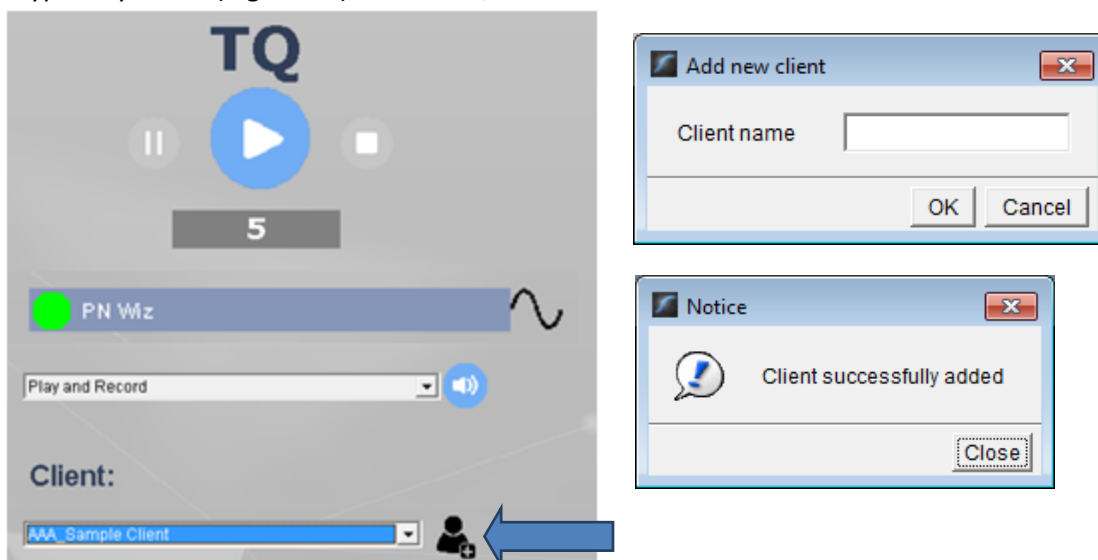 TQ
5
PN Wiz
Play and Record
Client:
AAA_Sample Client
Add new client
Client name
OK
Cancel
Notice
Client successfully added
Close